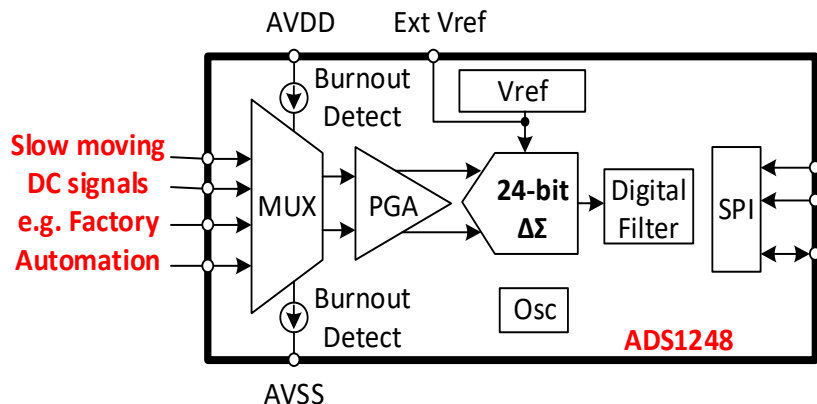 AVDD
Ext Vref
Burnout
Detect
Vref
Slow moving
DC signals
e.g. Factory
Automation
MUX
PGA
24-bit
ΔΣ
Digital
Filter
SPI
Burnout
Detect
Osc
ADS1248
AVSS